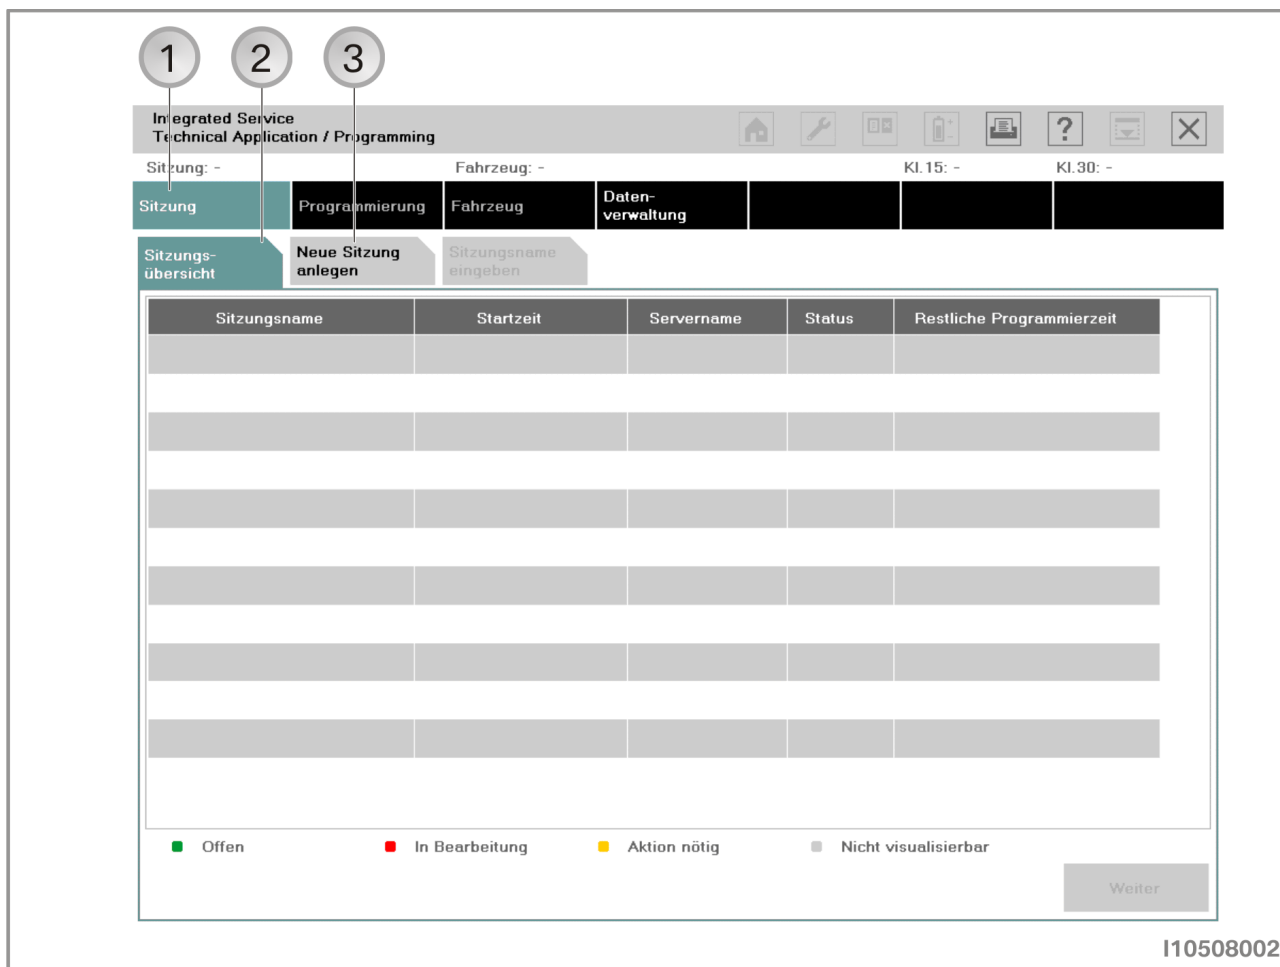 1 2 3
Integrated Service
Technical Application / Programming
?
Sitzung: - Fahrzeug: - Kl.15: - Kl.30: -
Sitzung Programmierung Fahrzeug Daten-
verwaltung
Sitzungs-
übersicht
Neue Sitzung
anlegen
Sitzungsname
eingeben
Sitzungsname Startzeit Servername Status Restliche Programmierzeit
Offen In Bearbeitung Aktion nötig Nicht visualisierbar
Weiter
I10508002